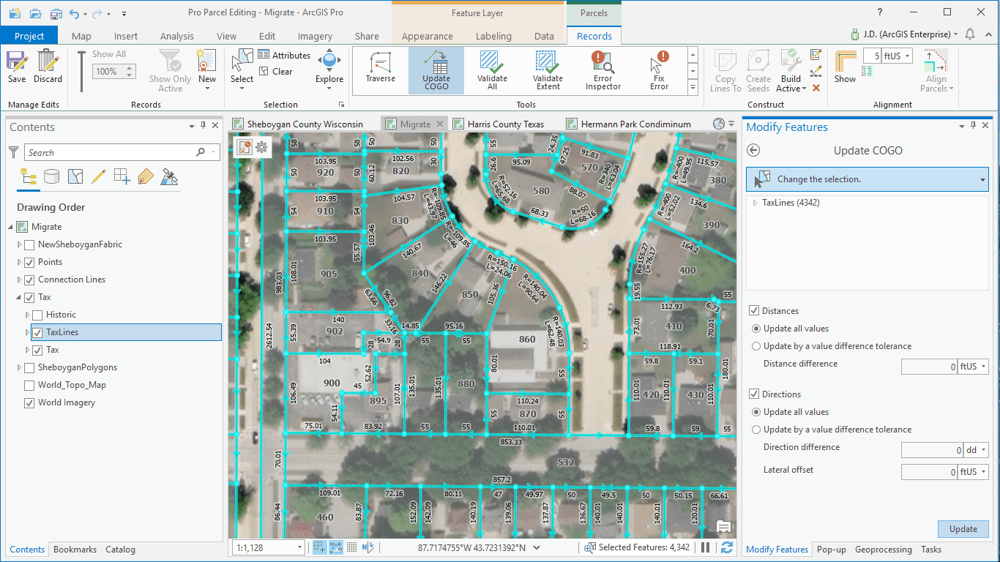 Pro Parcel Editing - Migrate - ArcGIS Pro
Feature Layer
Parcels
?
Project
Map
Insert
Analysis
View
Edit
Imagery
Share
Appearance
Labeling
Data
Records
J.D. (ArcGIS Enterprise)
Save
Discard
Manage Edits
Show All
100%
Show Only Active
New
Records
Select
Attributes
Clear
Explore
Selection
Traverse
Update COGO
Validate All
Validate Extent
Error Inspector
Fix Error
Tools
Copy Lines To
Create Seeds
Build Active
Construct
Show
5 ftUS
Align Parcels
Alignment
Contents
Search
Drawing Order
Migrate
NewSheboyganFabric
Points
Connection Lines
Tax
Historic
TaxLines
Tax
SheboyganPolygons
World_Topo_Map
World Imagery
Contents
Bookmarks
Catalog
Sheboygan County Wisconsin
Migrate
Harris County Texas
Hermann Park Condiminum
58
50
50
30
55
24.35
103.95
102.56
95.09
26.6
91.83
47.25
R=-400
L=49.95
115.57
920
50
60.12
820
570
R=340
L=63.04
380
103.95
104.57
R=-109.85
L=43.97
R=52.16
L=65.68
580
88.07
R=-400
L=52.02
134.6
910
54
830
68.33
R=50
L=68.16
390
103.95
103.46
R=-109.85
L=46
164.2
55.57
140.67
R=150.16
L=24.06
R=155.27
L=76.17
983.03
108.01
905
840
146.22
850
105.36
R=140.04
L=90.64
400
63.66
96.82
19.55
112.93
55
6.73
140
33.16
14.85
95.16
R=140.03
L=62.48
73.01
410
70.01
2612.54
55.39
902
54.9
28
28
55
55
860
118.91
104
59.8
59.1
80.01
55
180.01
900
52.62
45
107.01
135.01
135.01
880
106.49
895
110.24
110.01
420
110.01
430
110.01
54.11
55
870
55
75.01
83.92
55
55
110.01
59.8
59
55
853.33
70.01
532
857.2
109.01
72.16
80.11
47
49.97
50
49.5
50
50.15
66.61
86.44
460
83.87
152.09
142.09
140.19
139.06
137.87
136.67
140.01
140.01
120.01
1:1,128
87.7174755°W 43.7231392°N
Selected Features: 4,342
Modify Features
Update COGO
Change the selection.
TaxLines (4342)
Distances
Update all values
Update by a value difference tolerance
Distance difference
0 ftUS
Directions
Update all values
Update by a value difference tolerance
Direction difference
0 dd
Lateral offset
0 ftUS
Update
Modify Features
Pop-up
Geoprocessing
Tasks